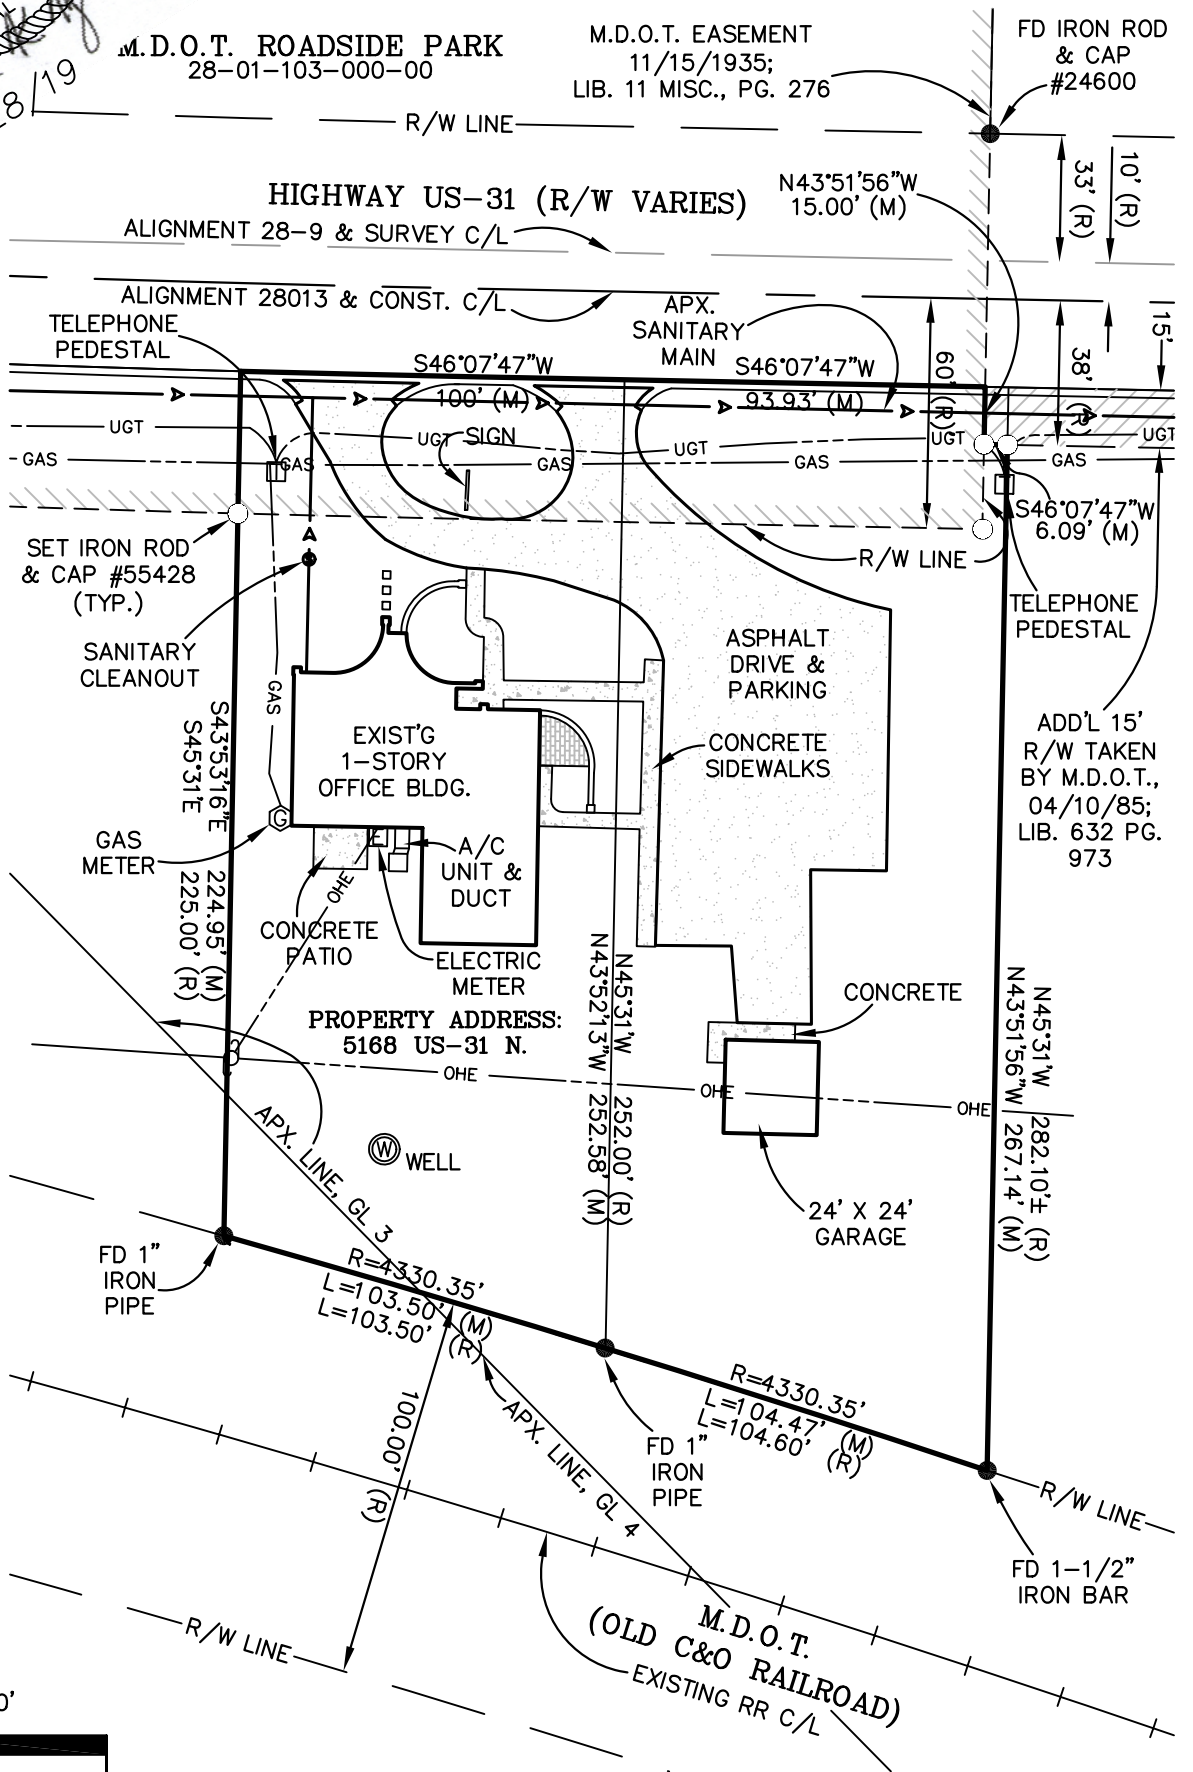 8/19
M.D.O.T. ROADSIDE PARK
28-01-103-000-00
M.D.O.T. EASEMENT
11/15/1935;
LIB. 11 MISC., PG. 276
FD IRON ROD
& CAP
#24600
R/W LINE
HIGHWAY US-31 (R/W VARIES)
N43°51'56"W
15.00' (M)
33' (R)
10' (R)
ALIGNMENT 28-9 & SURVEY C/L
ALIGNMENT 28013 & CONST. C/L
APX.
SANITARY
MAIN
TELEPHONE
PEDESTAL
15'
S46°07'47"W
100' (M)
S46°07'47"W
93.93' (M)
60' (R)
38' (R)
UGT
UGT
SIGN
UGT
UGT
UGT
GAS
GAS
GAS
GAS
GAS
S46°07'47"W
6.09' (M)
SET IRON ROD
& CAP #55428
(TYP.)
R/W LINE
TELEPHONE
PEDESTAL
SANITARY
CLEANOUT
GAS
ASPHALT
DRIVE &
PARKING
S43°53'16"E 224.95' (M)
S45°31'E 225.00' (R)
EXIST'G
1-STORY
OFFICE BLDG.
CONCRETE
SIDEWALKS
ADD'L 15'
R/W TAKEN
BY M.D.O.T.,
04/10/85;
LIB. 632 PG.
973
G
GAS
METER
E
A/C
UNIT &
DUCT
OHE
CONCRETE
PATIO
ELECTRIC
METER
N45°31'W 252.00' (R)
N43°52'13"W 252.58' (M)
CONCRETE
N45°31'W 282.10'± (R)
N43°51'56"W 267.14' (M)
PROPERTY ADDRESS:
5168 US-31 N.
OHE
OHE
OHE
APX. LINE, GL 3
W
WELL
24' X 24'
GARAGE
FD 1"
IRON
PIPE
R=4330.35'
L=103.50' (M)
L=103.50' (R)
R=4330.35'
L=104.47' (M)
L=104.60' (R)
100.00' (R)
APX. LINE, GL 4
FD 1"
IRON
PIPE
R/W LINE
FD 1-1/2"
IRON BAR
R/W LINE
M.D.O.T.
(OLD C&O RAILROAD)
EXISTING RR C/L
0'